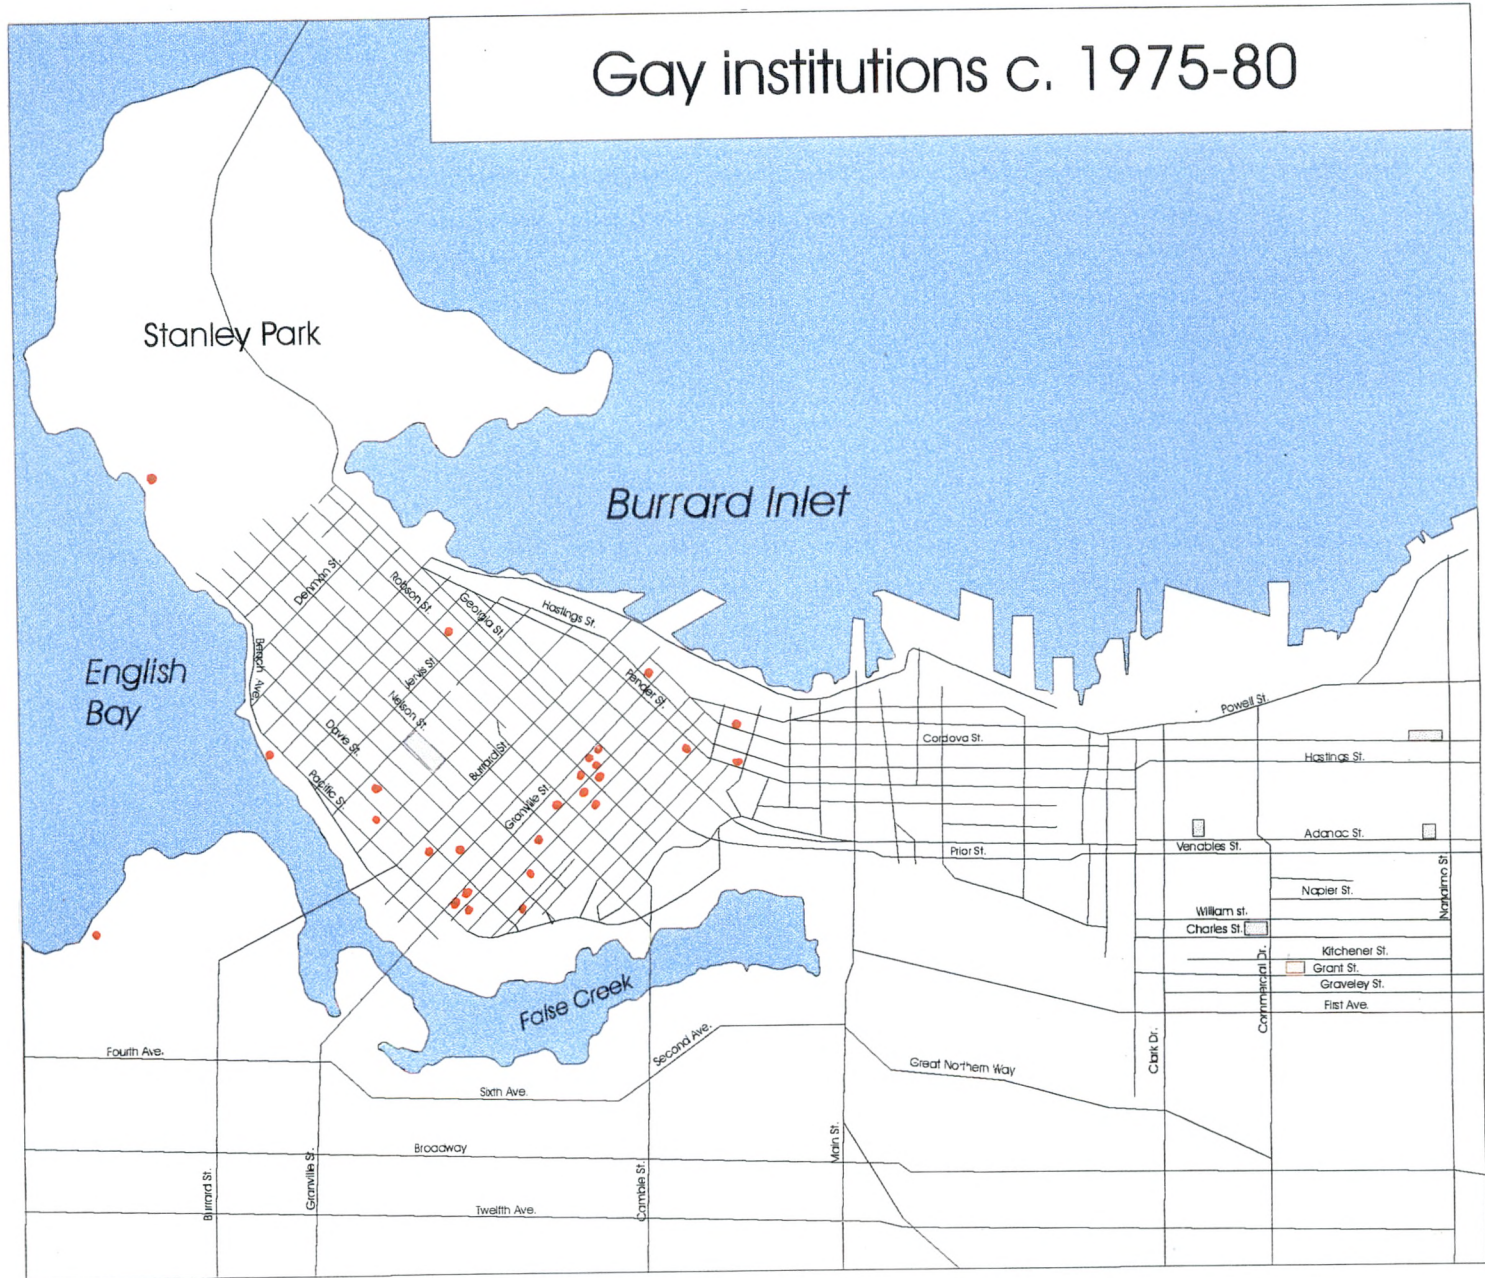 Gay institutions c. 1975-80
Stanley Park
Burrard Inlet
English
Bay
False Creek
Denman St.
Robson St.
Georgia St.
Hastings St.
Beach Ave.
Jervis St.
Nelson St.
Pender St.
Davie St.
Pacific St.
Burrard St.
Granville St.
Cordova St.
Powell St.
Hastings St.
Adanac St.
Venables St.
Prior St.
Napier St.
William st.
Charles St.
Kitchener St.
Grant St.
Graveley St.
First Ave.
Nanaimo St.
Commercial Dr.
Clark Dr.
Great Northern Way
Second Ave.
Fourth Ave.
Sixth Ave.
Broadway
Twelfth Ave.
Burrard St.
Granville St.
Cambie St.
Main St.